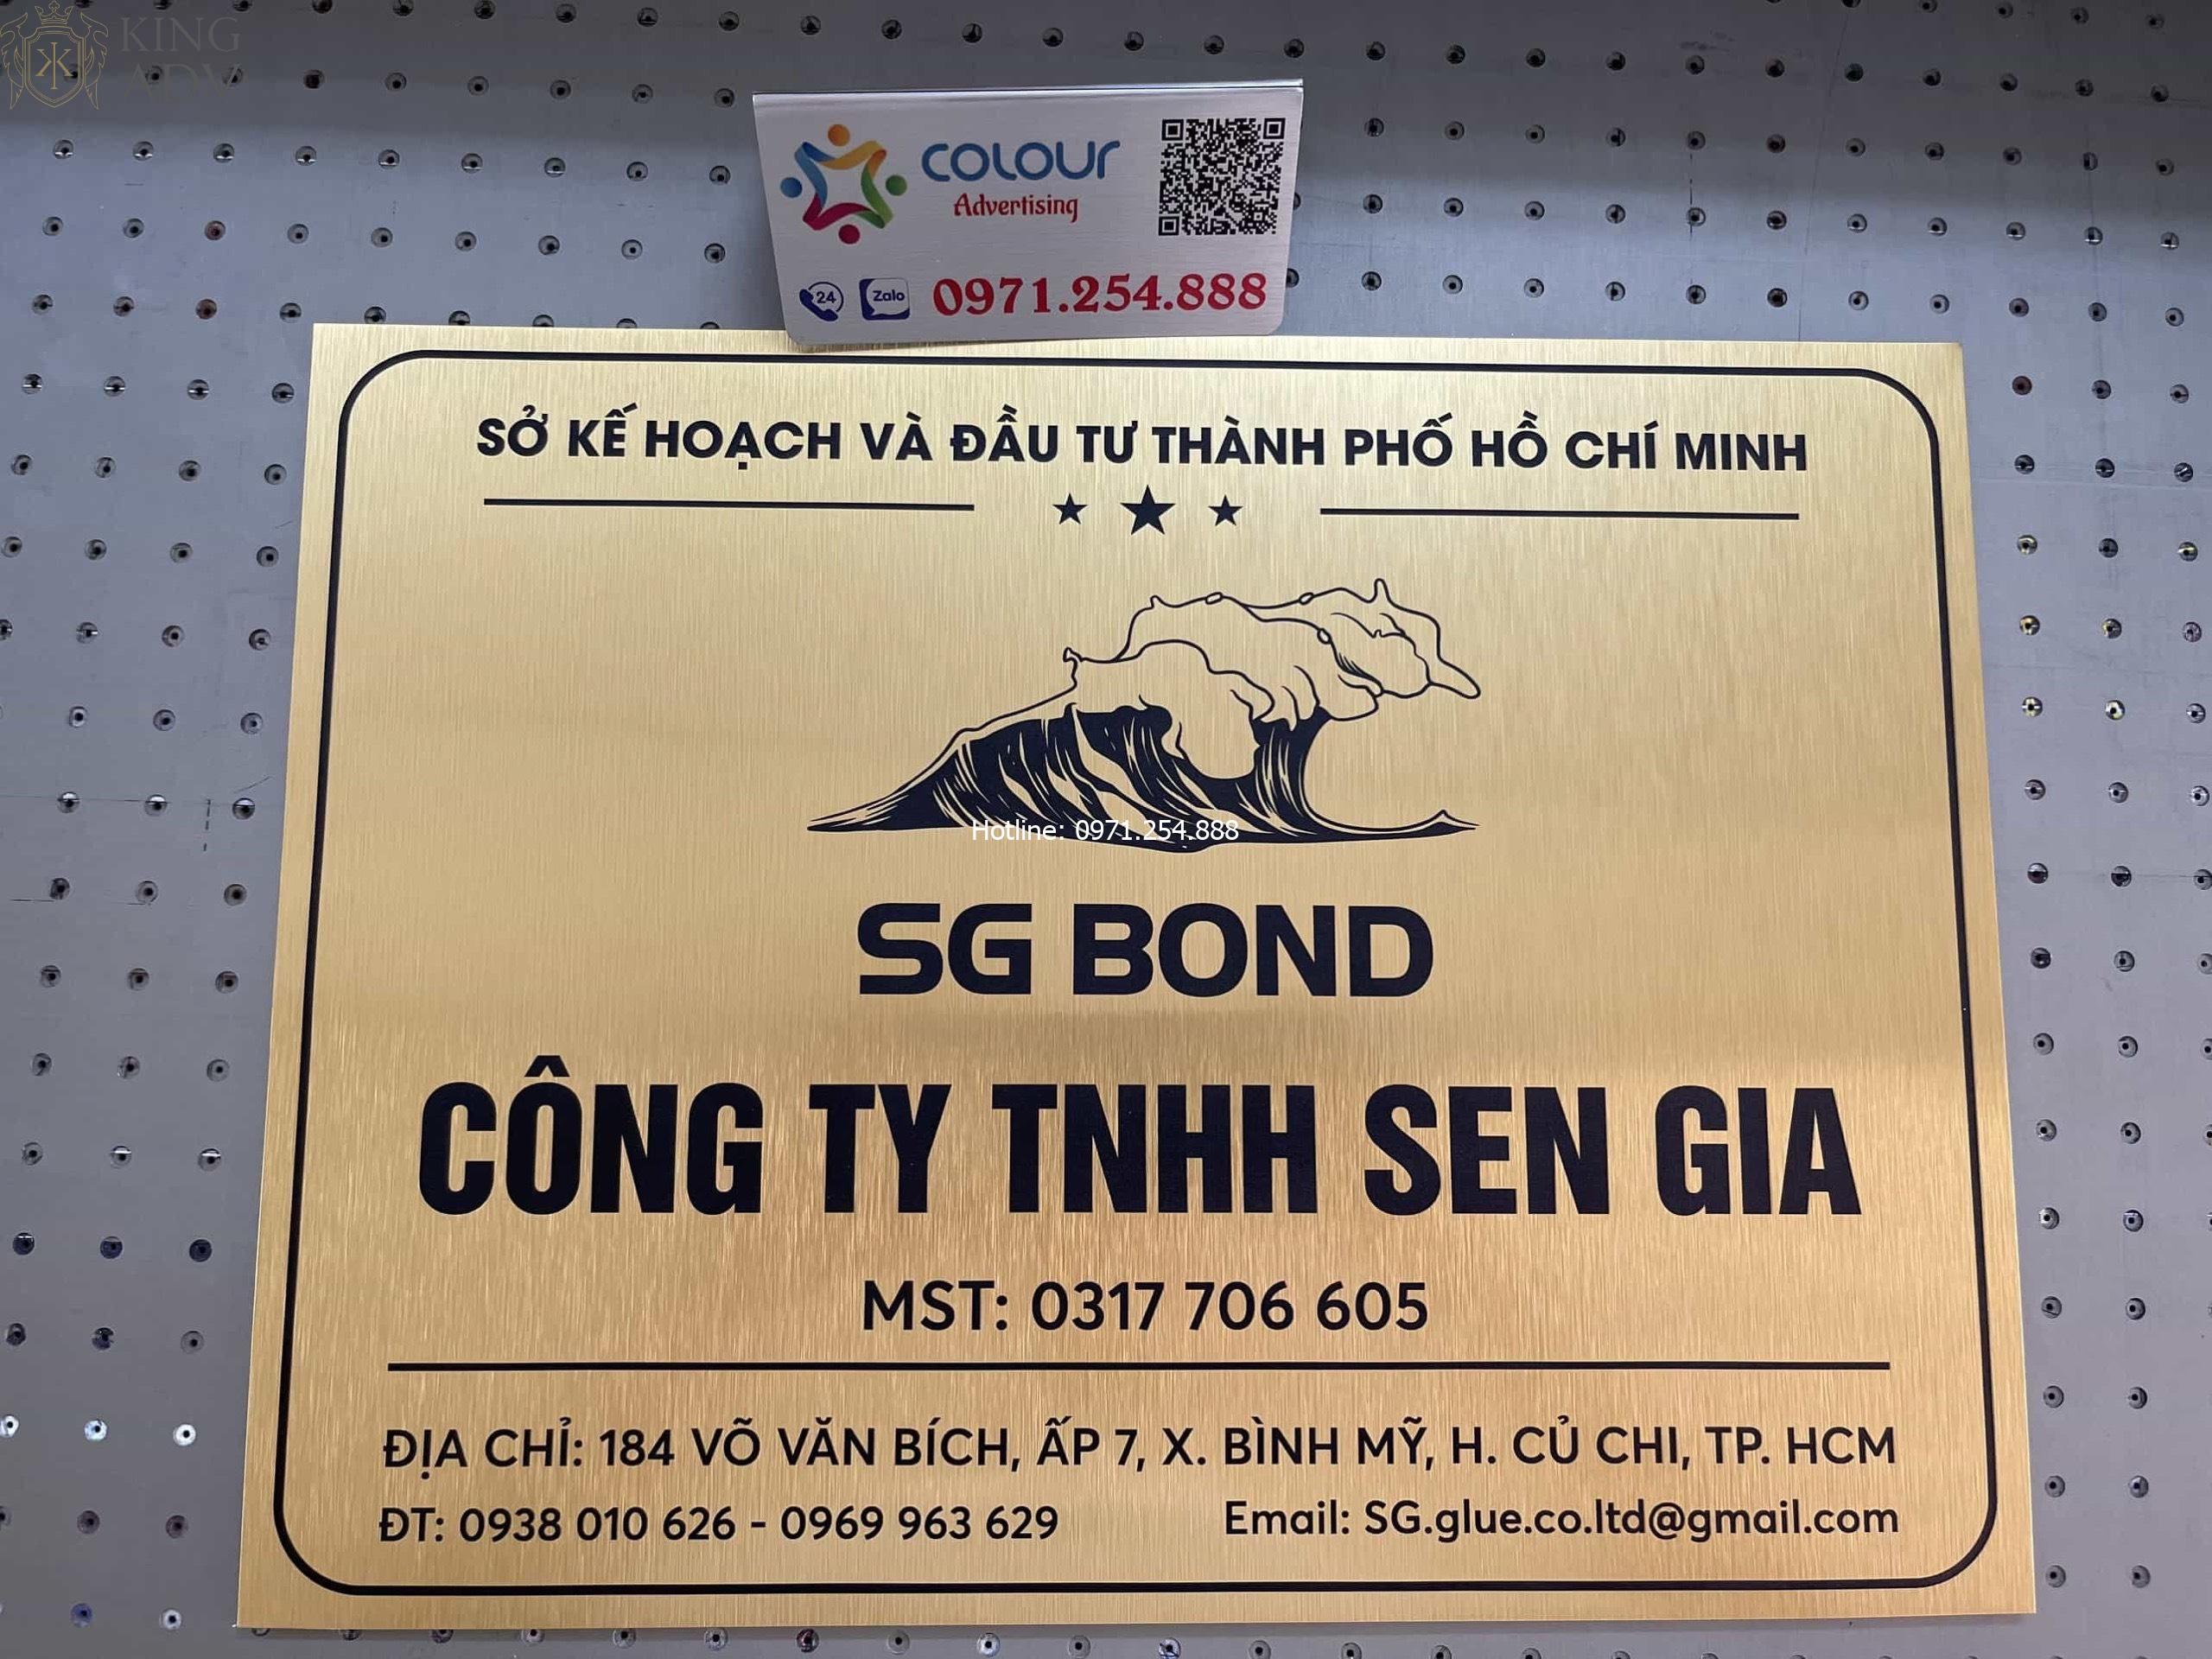 KING
ADV
COLOUR
Advertising
24
Zalo
0971.254.888
SỞ KẾ HOẠCH VÀ ĐẦU TƯ THÀNH PHỐ HỒ CHÍ MINH
Hotline: 0971.254.888
SG BOND
CÔNG TY TNHH SEN GIA
MST: 0317 706 605
ĐỊA CHỈ: 184 VÕ VĂN BÍCH, ẤP 7, X. BÌNH MỸ, H. CỦ CHI, TP. HCM
ĐT: 0938 010 626 - 0969 963 629
Email: SG.glue.co.ltd@gmail.com